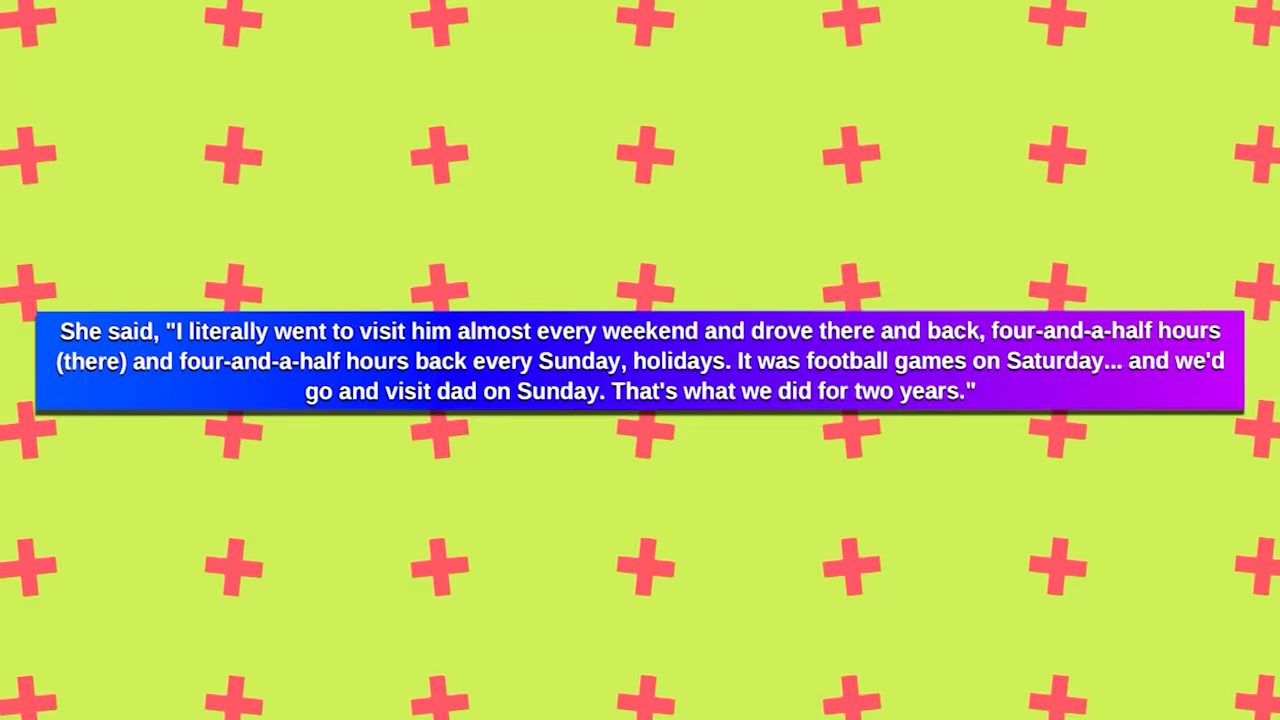 She said, "I literally went to visit him almost every weekend and drove there and back, four-and-a-half hours
(there) and four-and-a-half hours back every Sunday, holidays. It was football games on Saturday... and we'd
go and visit dad on Sunday. That's what we did for two years."